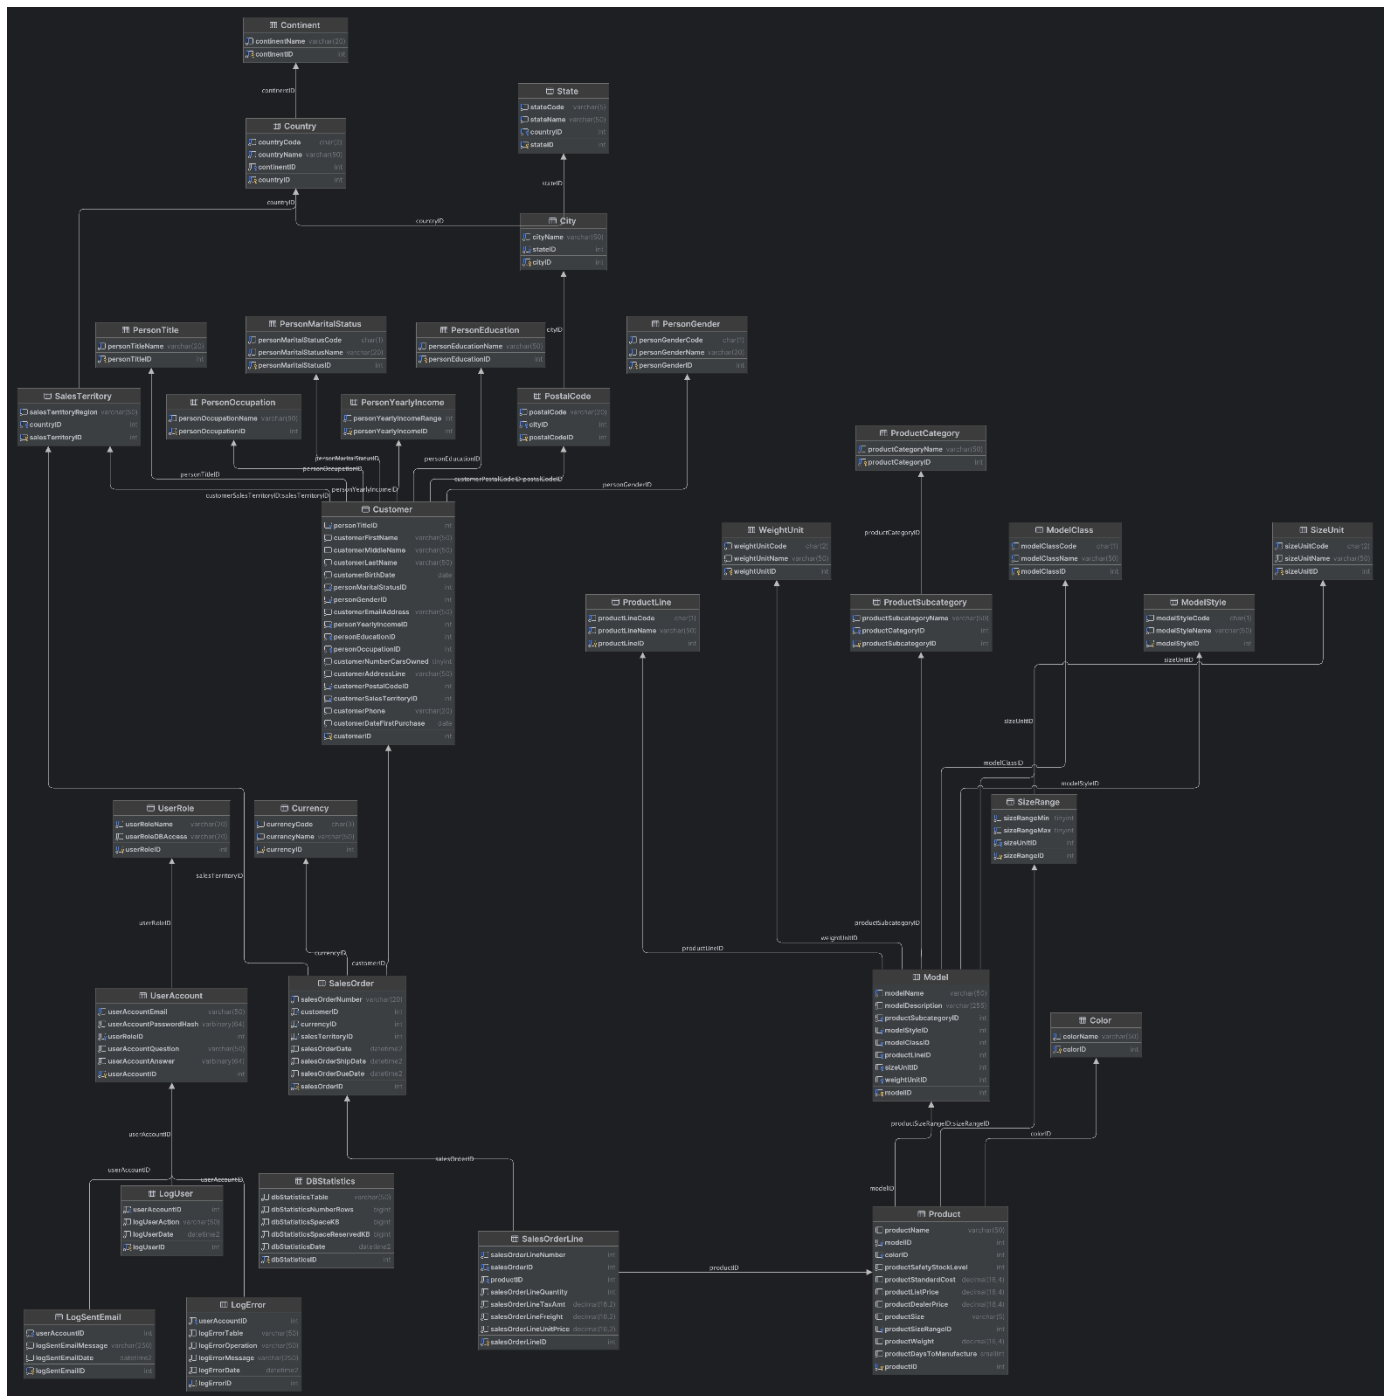 Continent
continentName varchar(20)
continentID int
continentID
State
stateCode varchar(5)
stateName varchar(50)
countryID int
stateID int
Country
countryCode char(2)
countryName varchar(50)
continentID int
countryID int
stateID
countryID
countryID
City
cityName varchar(50)
stateID int
cityID int
cityID
PersonTitle
personTitleName varchar(20)
personTitleID int
PersonMaritalStatus
personMaritalStatusCode char(1)
personMaritalStatusName varchar(20)
personMaritalStatusID int
PersonEducation
personEducationName varchar(50)
personEducationID int
PersonGender
personGenderCode char(1)
personGenderName varchar(20)
personGenderID int
SalesTerritory
salesTerritoryRegion varchar(50)
countryID int
salesTerritoryID int
PersonOccupation
personOccupationName varchar(50)
personOccupationID int
PersonYearlyIncome
personYearlyIncomeRange int
personYearlyIncomeID int
PostalCode
postalCode varchar(20)
cityID int
postalCodeID int
personMaritalStatusID
personEducationID
personOccupationID
personTitleID
customerPostalCodeID:postalCodeID
personGenderID
personYearlyIncomeID
customerSalesTerritoryID:salesTerritoryID
Customer
personTitleID int
customerFirstName varchar(50)
customerMiddleName varchar(50)
customerLastName varchar(50)
customerBirthDate date
personMaritalStatusID int
personGenderID int
customerEmailAddress varchar(50)
personYearlyIncomeID int
personEducationID int
personOccupationID int
customerNumberCarsOwned tinyint
customerAddressLine varchar(50)
customerPostalCodeID int
customerSalesTerritoryID int
customerPhone varchar(20)
customerDateFirstPurchase date
customerID int
ProductCategory
productCategoryName varchar(50)
productCategoryID int
productCategoryID
WeightUnit
weightUnitCode char(2)
weightUnitName varchar(50)
weightUnitID int
ModelClass
modelClassCode char(1)
modelClassName varchar(50)
modelClassID int
SizeUnit
sizeUnitCode char(2)
sizeUnitName varchar(50)
sizeUnitID int
ProductLine
productLineCode char(1)
productLineName varchar(50)
productLineID int
ProductSubcategory
productSubcategoryName varchar(50)
productCategoryID int
productSubcategoryID int
ModelStyle
modelStyleCode char(1)
modelStyleName varchar(50)
modelStyleID int
sizeUnitID
sizeUnitID
modelClassID
modelStyleID
SizeRange
sizeRangeMin tinyint
sizeRangeMax tinyint
sizeUnitID int
sizeRangeID int
UserRole
userRoleName varchar(20)
userRoleDBAccess varchar(20)
userRoleID int
Currency
currencyCode char(3)
currencyName varchar(50)
currencyID int
salesTerritoryID
userRoleID
currencyID
customerID
productSubcategoryID
weightUnitID
productLineID
SalesOrder
salesOrderNumber varchar(20)
customerID int
currencyID int
salesTerritoryID int
salesOrderDate datetime2
salesOrderShipDate datetime2
salesOrderDueDate datetime2
salesOrderID int
UserAccount
userAccountEmail varchar(50)
userAccountPasswordHash varbinary(64)
userRoleID int
userAccountQuestion varchar(50)
userAccountAnswer varbinary(64)
userAccountID int
Model
modelName varchar(50)
modelDescription varchar(255)
productSubcategoryID int
modelStyleID int
modelClassID int
productLineID int
sizeUnitID int
weightUnitID int
modelID int
Color
colorName varchar(50)
colorID int
productSizeRangeID:sizeRangeID
colorID
userAccountID
userAccountID
userAccountID
salesOrderID
modelID
LogUser
userAccountID int
logUserAction varchar(50)
logUserDate datetime2
logUserID int
DBStatistics
dbStatisticsTable varchar(50)
dbStatisticsNumberRows bigint
dbStatisticsSpaceKB bigint
dbStatisticsSpaceReservedKB bigint
dbStatisticsDate datetime2
dbStatisticsID int
SalesOrderLine
salesOrderLineNumber int
salesOrderID int
productID int
salesOrderLineQuantity int
salesOrderLineTaxAmt decimal(18,2)
salesOrderLineFreight decimal(18,2)
salesOrderLineUnitPrice decimal(18,2)
salesOrderLineID int
productID
Product
productName varchar(50)
modelID int
colorID int
productSafetyStockLevel int
productStandardCost decimal(18,4)
productListPrice decimal(18,4)
productDealerPrice decimal(18,4)
productSize varchar(5)
productSizeRangeID int
productWeight decimal(18,4)
productDaysToManufacture smallint
productID int
LogSentEmail
userAccountID int
logSentEmailMessage varchar(250)
logSentEmailDate datetime2
logSentEmailID int
LogError
userAccountID int
logErrorTable varchar(50)
logErrorOperation varchar(50)
logErrorMessage varchar(250)
logErrorDate datetime2
logErrorID int